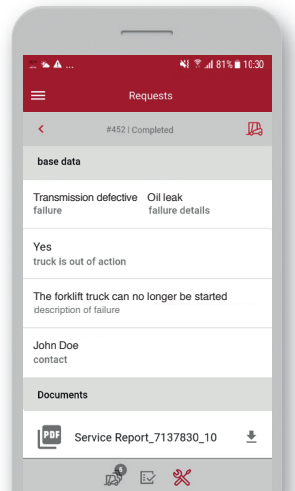 81% 10:30
Requests
#452 | Completed
base data
Transmission defective Oil leak
failure failure details
Yes
truck is out of action
The forklift truck can no longer be started
description of failure
John Doe
contact
Documents
PDF Service Report_7137830_10